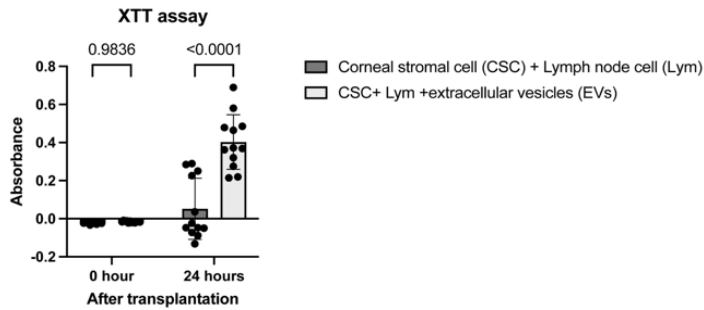 XTT assay
0.9836
<0.0001
0.8
0.6
0.4
0.2
0.0
-0.2
Absorbance
0 hour
24 hours
After transplantation
Corneal stromal cell (CSC) + Lymph node cell (Lym)
CSC+ Lym +extracellular vesicles (EVs)